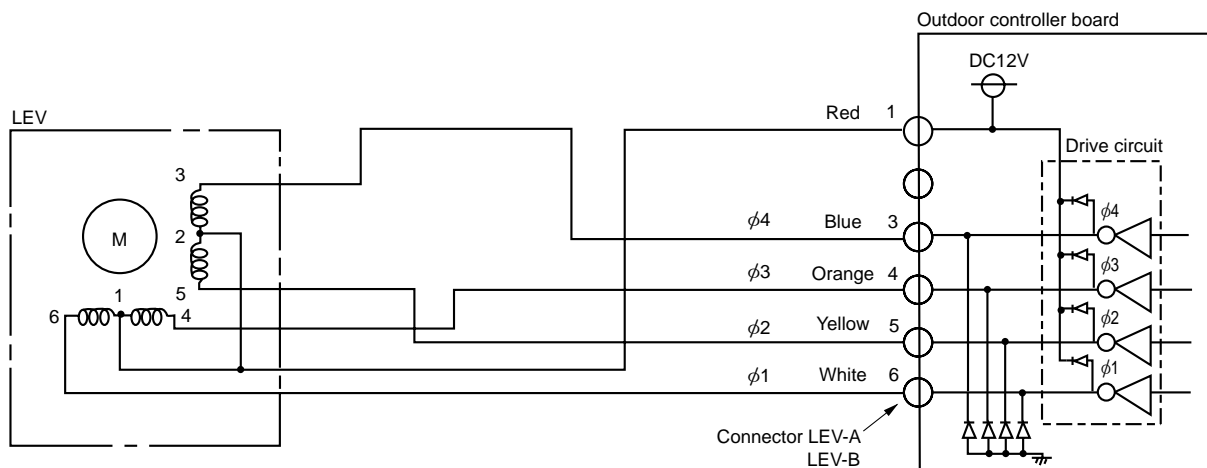 Outdoor controller board
DC12V
LEV
Red 1
Drive circuit
3
ϕ4 Blue 3 ϕ4
M
2
ϕ3 Orange 4 ϕ3
5
1
6 4
ϕ2 Yellow 5 ϕ2
ϕ1 White 6 ϕ1
Connector LEV-A
LEV-B